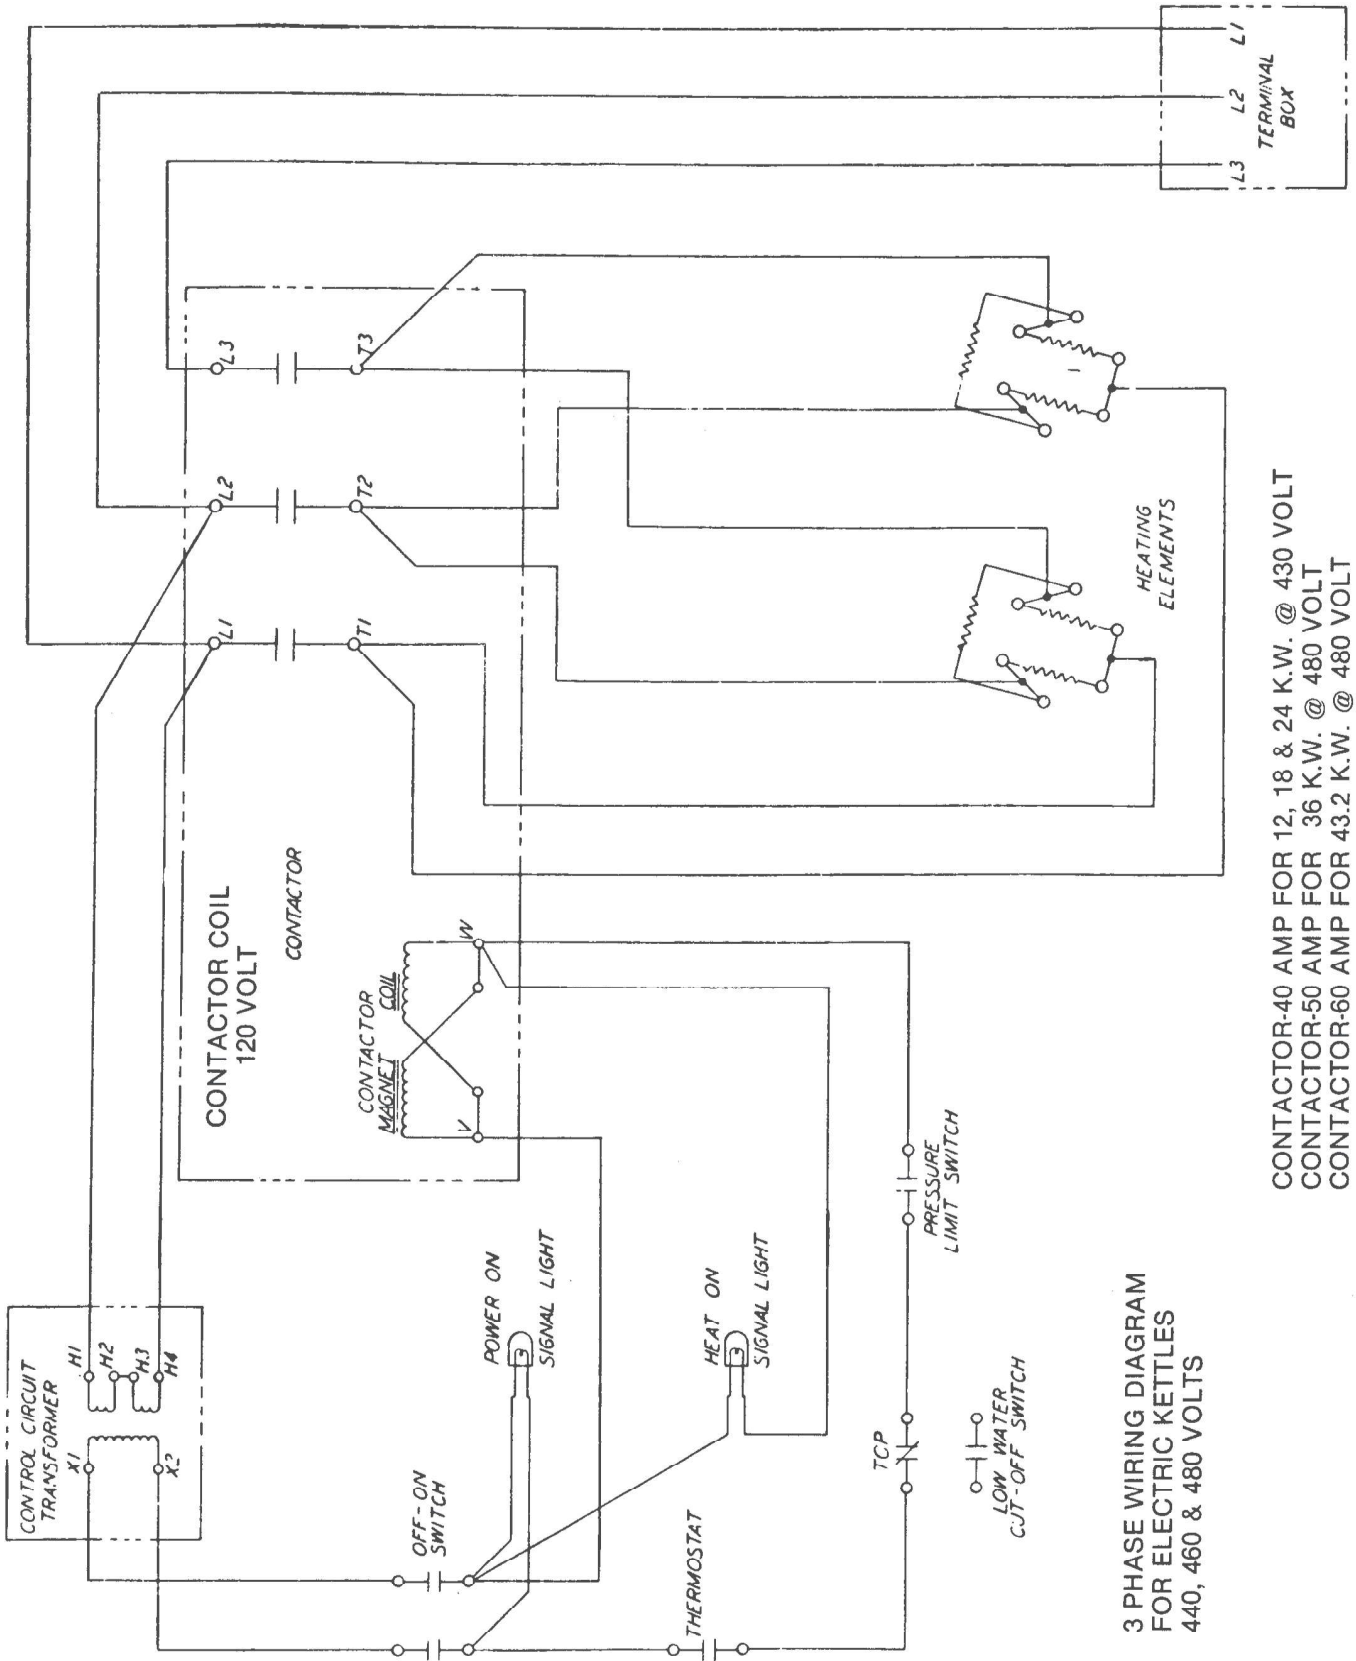 L1
L2
L3
TERMINAL
BOX
L3
T3
L2
T2
L1
T1
HEATING
ELEMENTS
CONTACTOR COIL
120 VOLT
CONTACTOR
CONTACTOR
MAGNET COIL
W
V
CONTROL CIRCUIT
TRANSFORMER
H1
H2
H3
H4
X1
X2
POWER ON
SIGNAL LIGHT
HEAT ON
SIGNAL LIGHT
OFF-ON
SWITCH
THERMOSTAT
TCP
PRESSURE
LIMIT SWITCH
LOW WATER
CUT-OFF SWITCH
3 PHASE WIRING DIAGRAM
FOR ELECTRIC KETTLES
440, 460 & 480 VOLTS
CONTACTOR-40 AMP FOR 12, 18 & 24 K.W. @ 430 VOLT
CONTACTOR-50 AMP FOR 36 K.W. @ 480 VOLT
CONTACTOR-60 AMP FOR 43.2 K.W. @ 480 VOLT